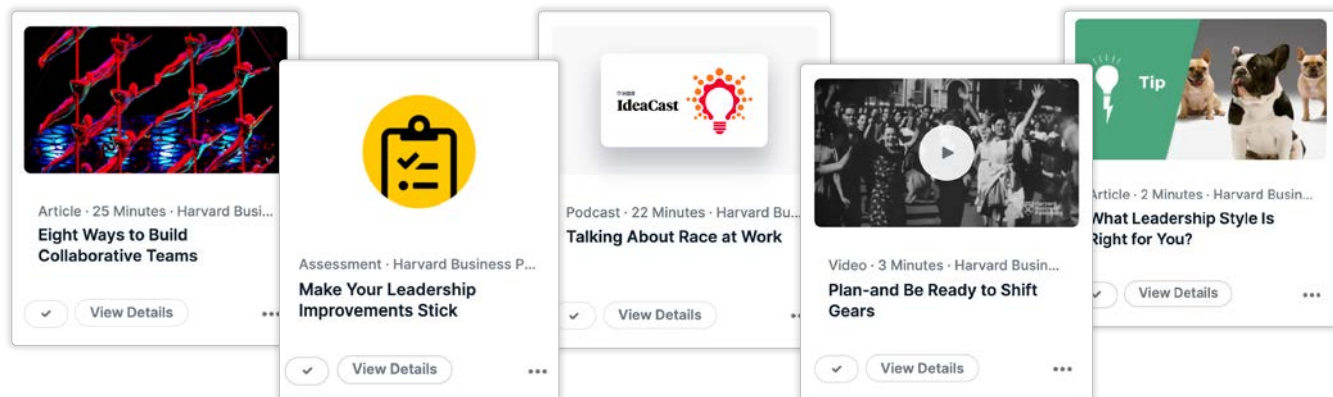 Article · 25 Minutes · Harvard Busi...
Eight Ways to Build
Collaborative Teams
View Details
Assessment · Harvard Business P...
Make Your Leadership
Improvements Stick
View Details
IdeaCast
Podcast · 22 Minutes · Harvard Bu...
Talking About Race at Work
View Details
Video · 3 Minutes · Harvard Busin...
Plan-and Be Ready to Shift
Gears
View Details
Tip
Article · 2 Minutes · Harvard Busin...
What Leadership Style Is
Right for You?
View Details